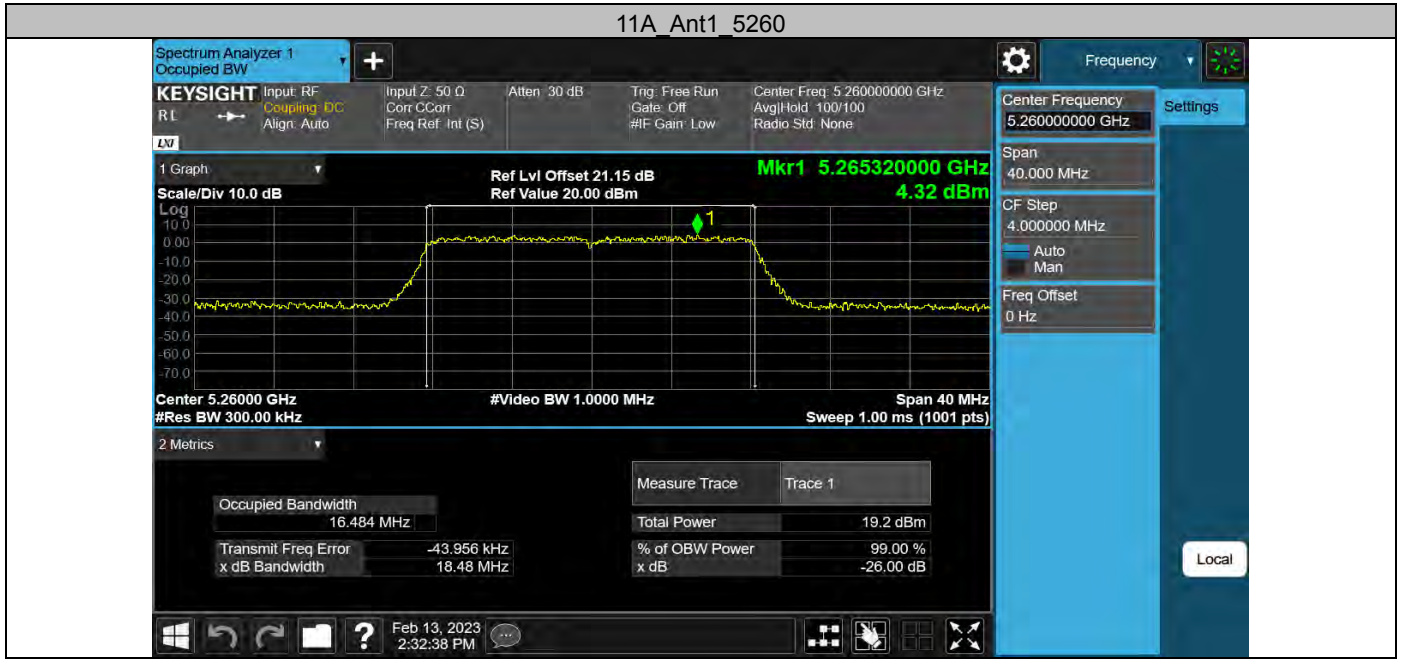 11A_Ant1_5260
Spectrum Analyzer 1
Occupied BW
+
Frequency
KEYSIGHT
RL
LXI
Input: RF
Coupling: DC
Align: Auto
Input Z: 50 Ω
Corr CCorr
Freq Ref: Int (S)
Atten: 30 dB
Trig: Free Run
Gate: Off
#IF Gain: Low
Center Freq: 5.260000000 GHz
Avg|Hold: 100/100
Radio Std: None
Center Frequency
5.260000000 GHz
Settings
Span
40.000 MHz
CF Step
4.000000 MHz
Auto
Man
Freq Offset
0 Hz
1 Graph
Scale/Div 10.0 dB
Ref Lvl Offset 21.15 dB
Ref Value 20.00 dBm
Mkr1 5.265320000 GHz
4.32 dBm
Log
10.0
0.00
-10.0
-20.0
-30.0
-40.0
-50.0
-60.0
-70.0
1
Center 5.26000 GHz
#Res BW 300.00 kHz
#Video BW 1.0000 MHz
Span 40 MHz
Sweep 1.00 ms (1001 pts)
2 Metrics
Measure Trace Trace 1
Occupied Bandwidth
16.484 MHz
Total Power 19.2 dBm
Transmit Freq Error -43.956 kHz
% of OBW Power 99.00 %
x dB Bandwidth 18.48 MHz
x dB -26.00 dB
Local
?
Feb 13, 2023
2:32:38 PM